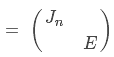 = ( J_n
E )